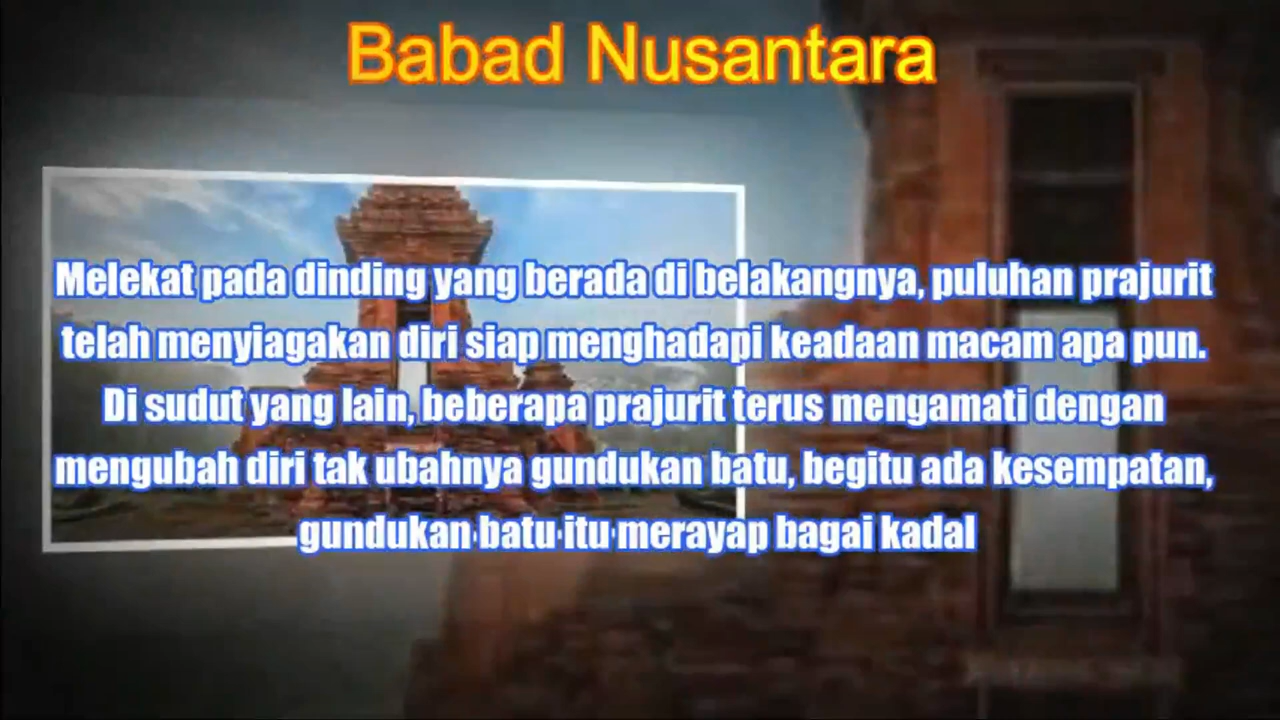 Babad Nusantara
Melekat pada dinding yang berada di belakangnya, puluhan prajurit
telah menyiagakan diri siap menghadapi keadaan macam apa pun.
Di sudut yang lain, beberapa prajurit terus mengamati dengan
mengubah diri tak ubahnya gundukan batu, begitu ada kesempatan,
gundukan batu itu merayap bagai kadal